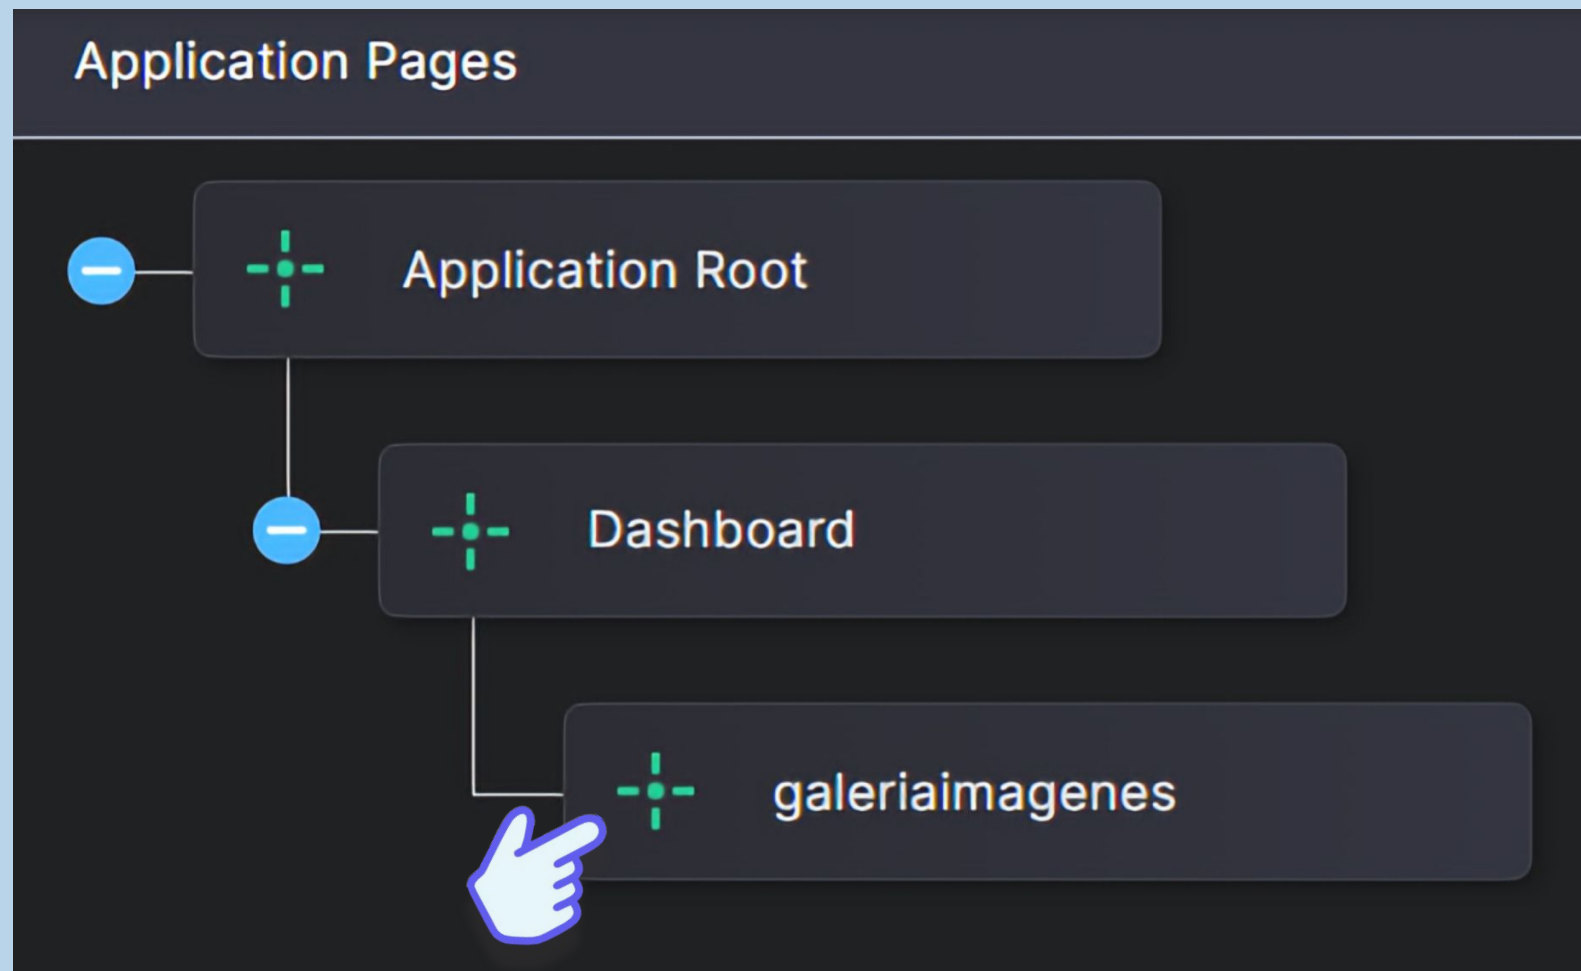 Application Pages
Application Root
Dashboard
galeriaimagenes